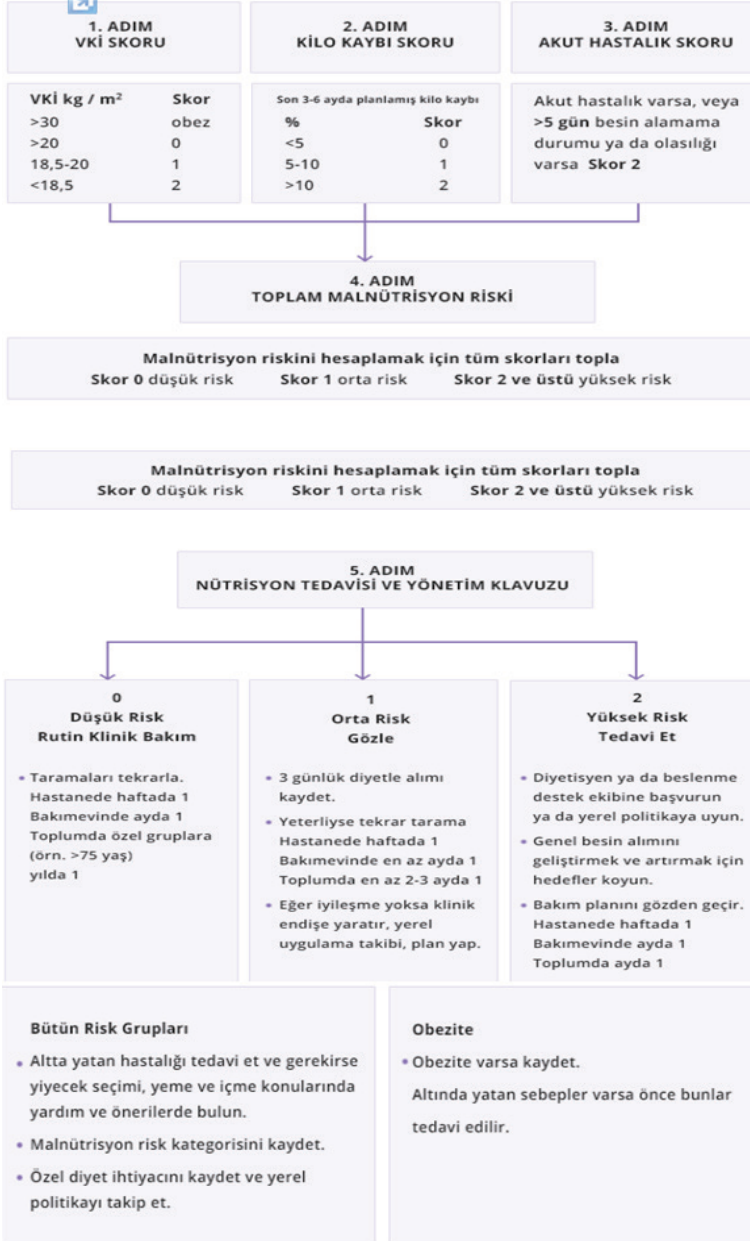 1. ADIM
VKİ SKORU
2. ADIM
KİLO KAYBI SKORU
3. ADIM
AKUT HASTALIK SKORU
VKİ kg / m² Skor
>30 obez
>20 0
18,5-20 1
<18,5 2
Son 3-6 ayda planlamış kilo kaybı
% Skor
<5 0
5-10 1
>10 2
Akut hastalık varsa, veya
>5 gün besin alamama
durumu ya da olasılığı
varsa Skor 2
4. ADIM
TOPLAM MALNÜTRİSYON RİSKİ
Malnütrisyon riskini hesaplamak için tüm skorları topla
Skor 0 düşük risk Skor 1 orta risk Skor 2 ve üstü yüksek risk
Malnütrisyon riskini hesaplamak için tüm skorları topla
Skor 0 düşük risk Skor 1 orta risk Skor 2 ve üstü yüksek risk
5. ADIM
NÜTRİSYON TEDAVİSİ VE YÖNETİM KLAVUZU
0
Düşük Risk
Rutin Klinik Bakım
• Taramaları tekrarla.
Hastanede haftada 1
Bakımevinde ayda 1
Toplumda özel gruplara
(örn. >75 yaş)
yılda 1
1
Orta Risk
Gözle
• 3 günlük diyetle alımı
kaydet.
• Yeterliyse tekrar tarama
Hastanede haftada 1
Bakımevinde en az ayda 1
Toplumda en az 2-3 ayda 1
• Eğer iyileşme yoksa klinik
endişe yaratır, yerel
uygulama takibi, plan yap.
2
Yüksek Risk
Tedavi Et
• Diyetisyen ya da beslenme
destek ekibine başvurun
ya da yerel politikaya uyun.
• Genel besin alımını
geliştirmek ve artırmak için
hedefler koyun.
• Bakım planını gözden geçir.
Hastanede haftada 1
Bakımevinde ayda 1
Toplumda ayda 1
Bütün Risk Grupları
• Altta yatan hastalığı tedavi et ve gerekirse
yiyecek seçimi, yeme ve içme konularında
yardım ve önerilerde bulun.
• Malnütrisyon risk kategorisini kaydet.
• Özel diyet ihtiyacını kaydet ve yerel
politikayı takip et.
Obezite
• Obezite varsa kaydet.
Altında yatan sebepler varsa önce bunlar
tedavi edilir.